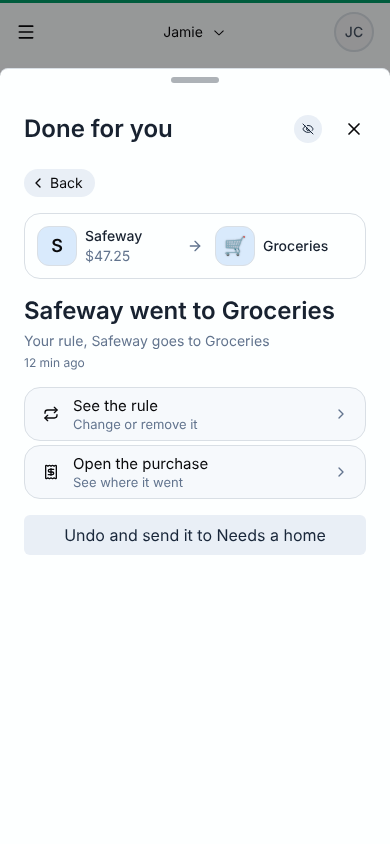 Jamie
JC
Done for you
Back
S
Safeway
$47.25
Groceries
Safeway went to Groceries
Your rule, Safeway goes to Groceries
12 min ago
See the rule
Change or remove it
Open the purchase
See where it went
Undo and send it to Needs a home